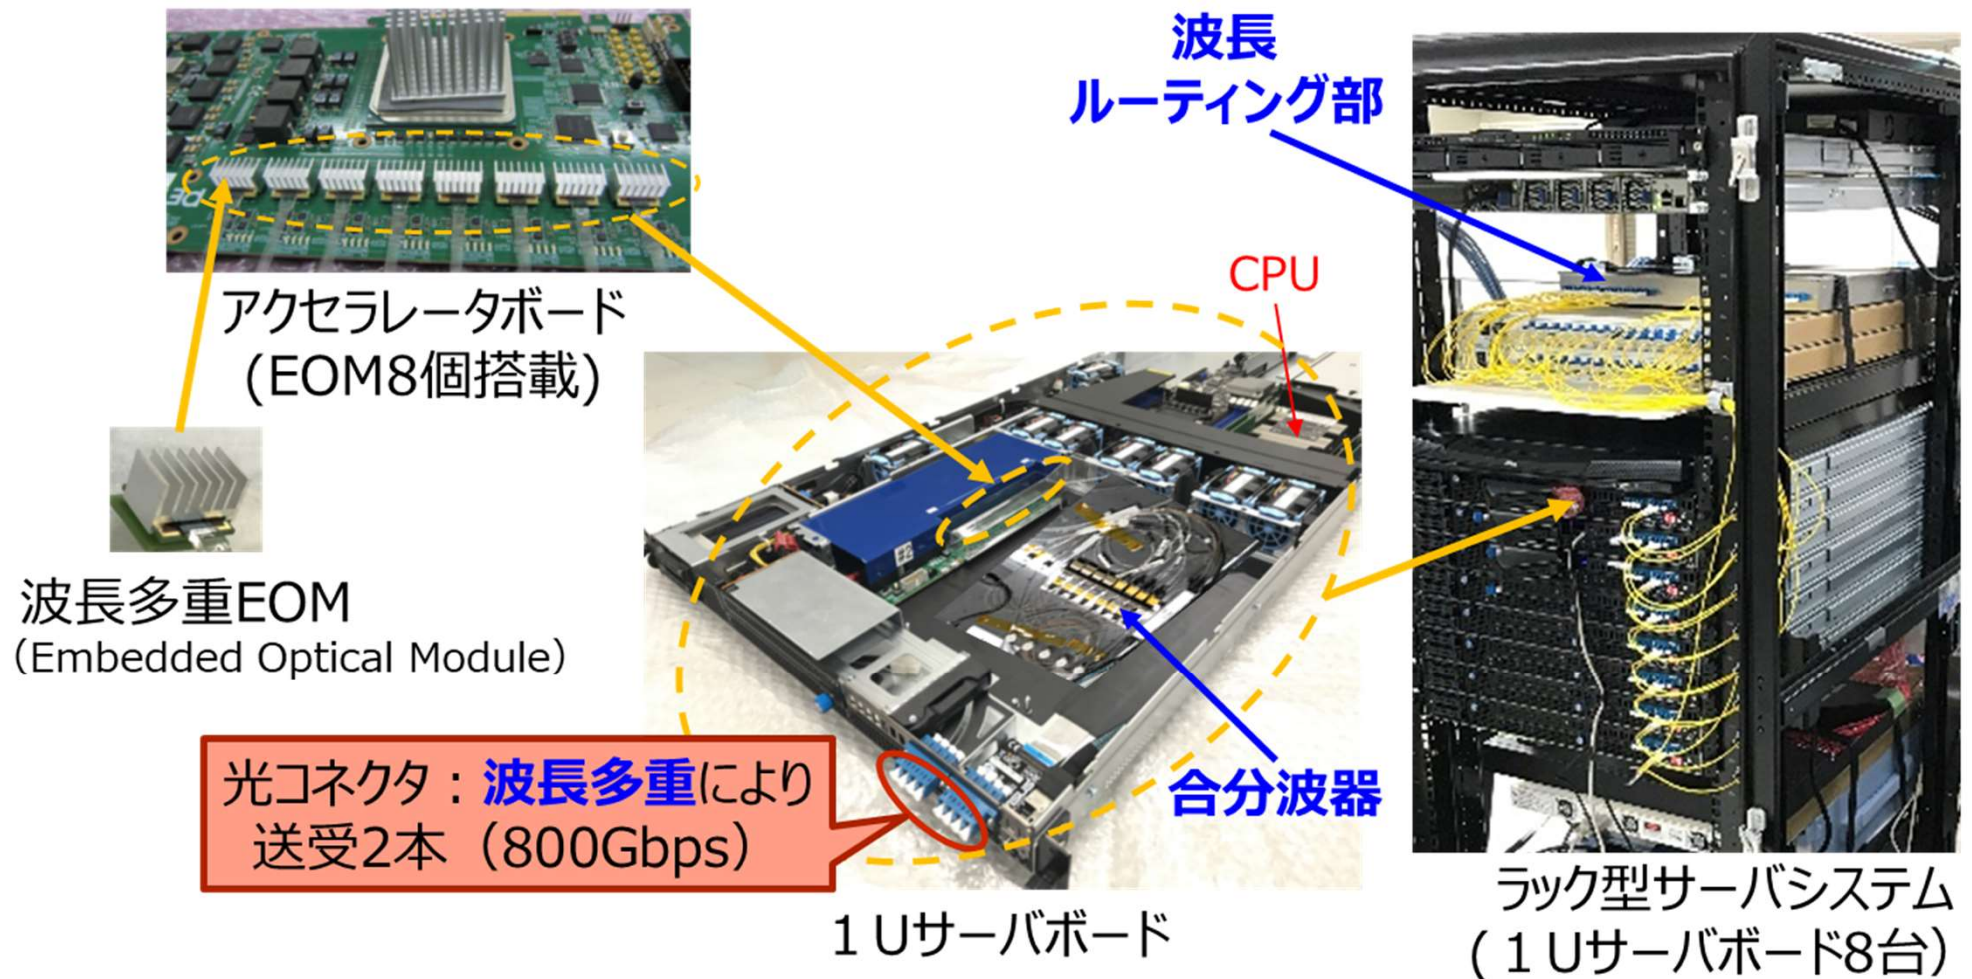 波長
ルーティング部
アクセラレータボード
(EOM8個搭載)
CPU
波長多重EOM
（Embedded Optical Module）
光コネクタ：波長多重により
送受2本（800Gbps）
合分波器
１Uサーバボード
ラック型サーバシステム
(１Uサーバボード8台）